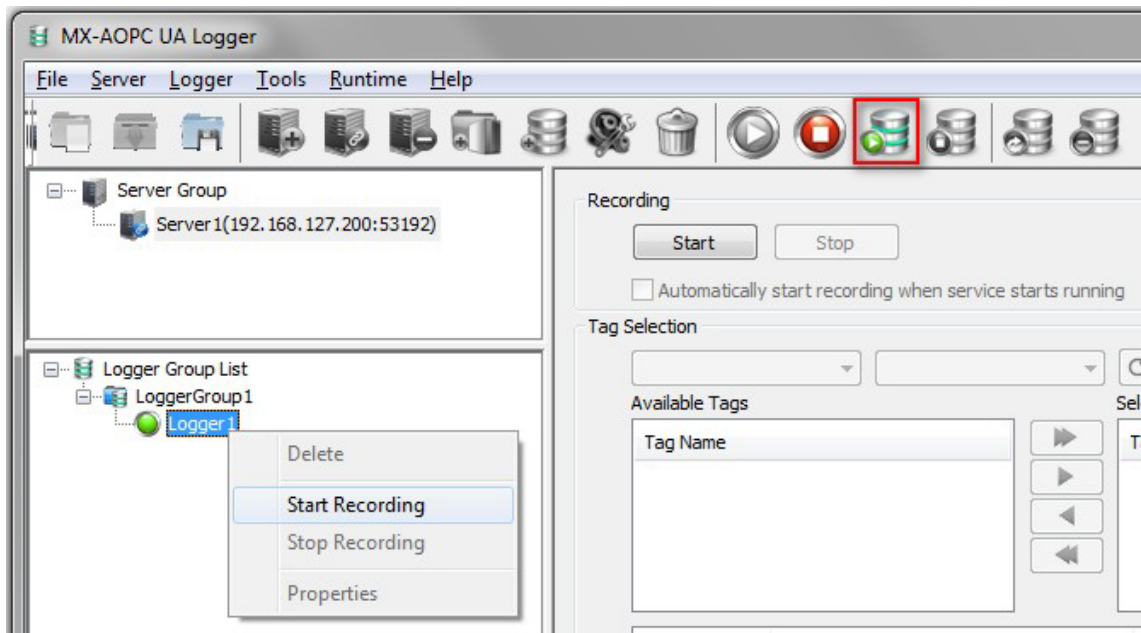 MX-AOPC UA Logger
File Server Logger Tools Runtime Help
Server Group
Server1(192.168.127.200:53192)
Logger Group List
LoggerGroup1
Logger1
Delete
Start Recording
Stop Recording
Properties
Recording
Start Stop
Automatically start recording when service starts running
Tag Selection
Available Tags
Tag Name